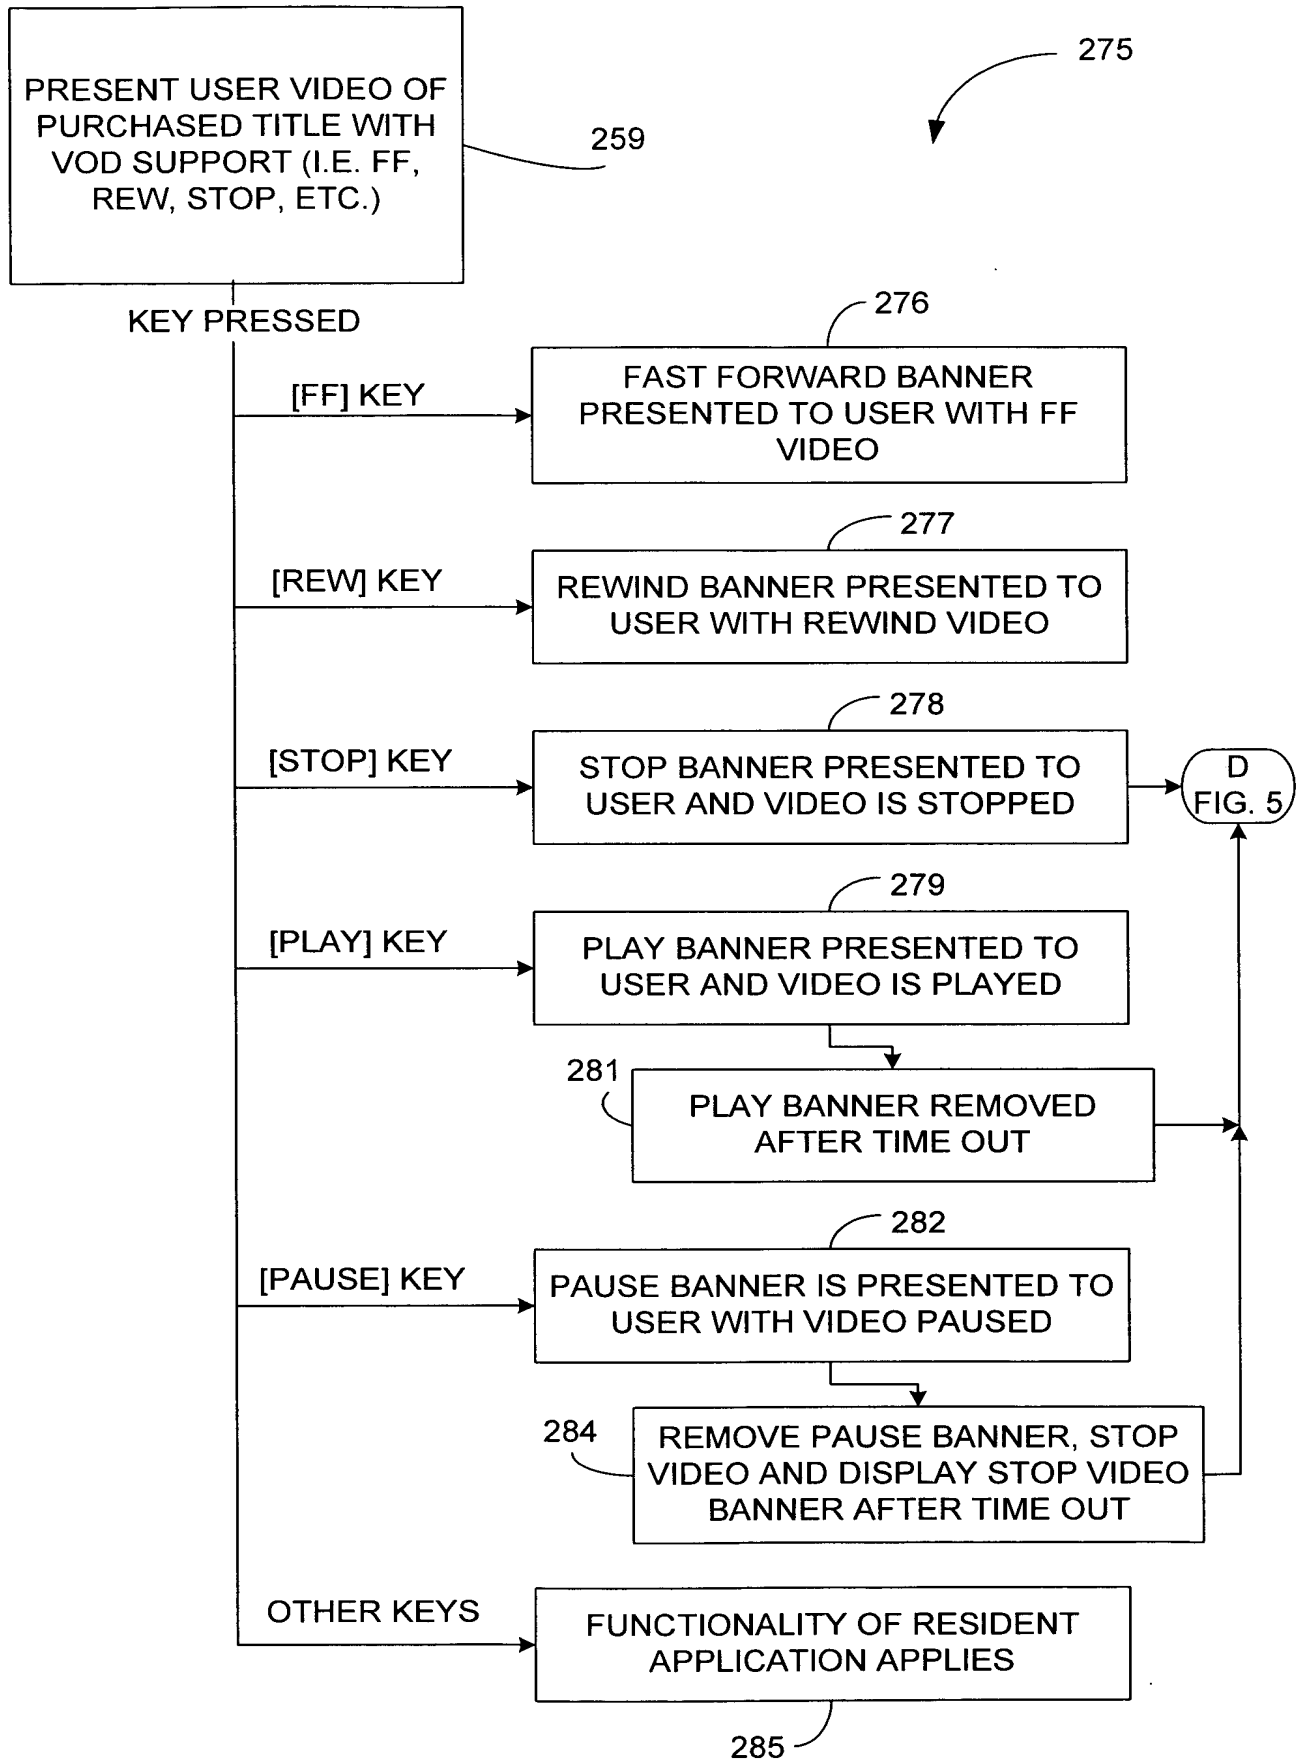 275
PRESENT USER VIDEO OF
PURCHASED TITLE WITH
VOD SUPPORT (I.E. FF,
REW, STOP, ETC.)
259
KEY PRESSED
276
[FF] KEY
FAST FORWARD BANNER
PRESENTED TO USER WITH FF
VIDEO
277
[REW] KEY
REWIND BANNER PRESENTED TO
USER WITH REWIND VIDEO
278
[STOP] KEY
STOP BANNER PRESENTED TO
USER AND VIDEO IS STOPPED
D
FIG. 5
279
[PLAY] KEY
PLAY BANNER PRESENTED TO
USER AND VIDEO IS PLAYED
281
PLAY BANNER REMOVED
AFTER TIME OUT
282
[PAUSE] KEY
PAUSE BANNER IS PRESENTED TO
USER WITH VIDEO PAUSED
284
REMOVE PAUSE BANNER, STOP
VIDEO AND DISPLAY STOP VIDEO
BANNER AFTER TIME OUT
OTHER KEYS
FUNCTIONALITY OF RESIDENT
APPLICATION APPLIES
285